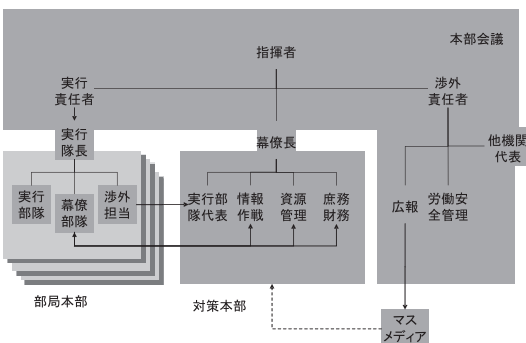 本部会議
指揮者
実行
責任者
渉外
責任者
実行
隊長
幕僚長
他機関
代表
実行
部隊
幕僚
部隊
渉外
担当
実行部
隊代表
情報
作戦
資源
管理
庶務
財務
広報
労働安
全管理
部局本部
対策本部
マス
メディア